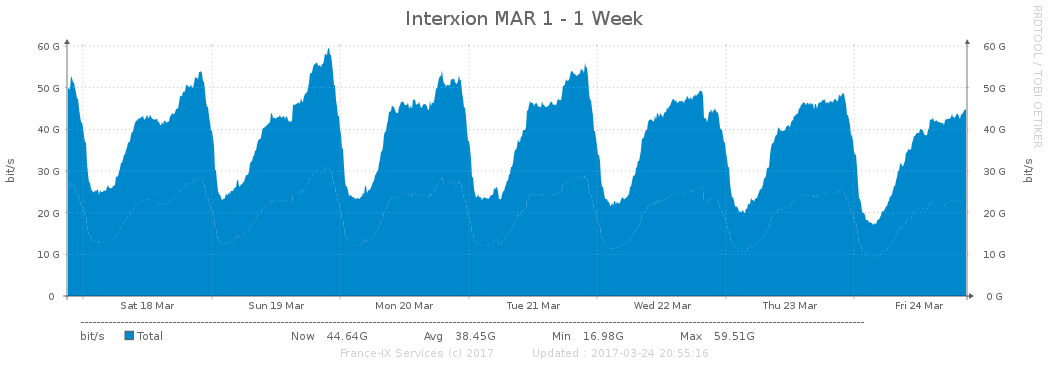 Interxion MAR 1 - 1 Week
RRDTOOL / TOBI OETIKER
bit/s
60 G 60 G
50 G 50 G
40 G 40 G
30 G 30 G
20 G 20 G
10 G 10 G
0 0 G
bit/s
Sat 18 Mar Sun 19 Mar Mon 20 Mar Tue 21 Mar Wed 22 Mar Thu 23 Mar Fri 24 Mar
bit/s Total Now 44.64G Avg 38.45G Min 16.98G Max 59.51G
France-IX Services (c) 2017 Updated : 2017-03-24 20:55:16